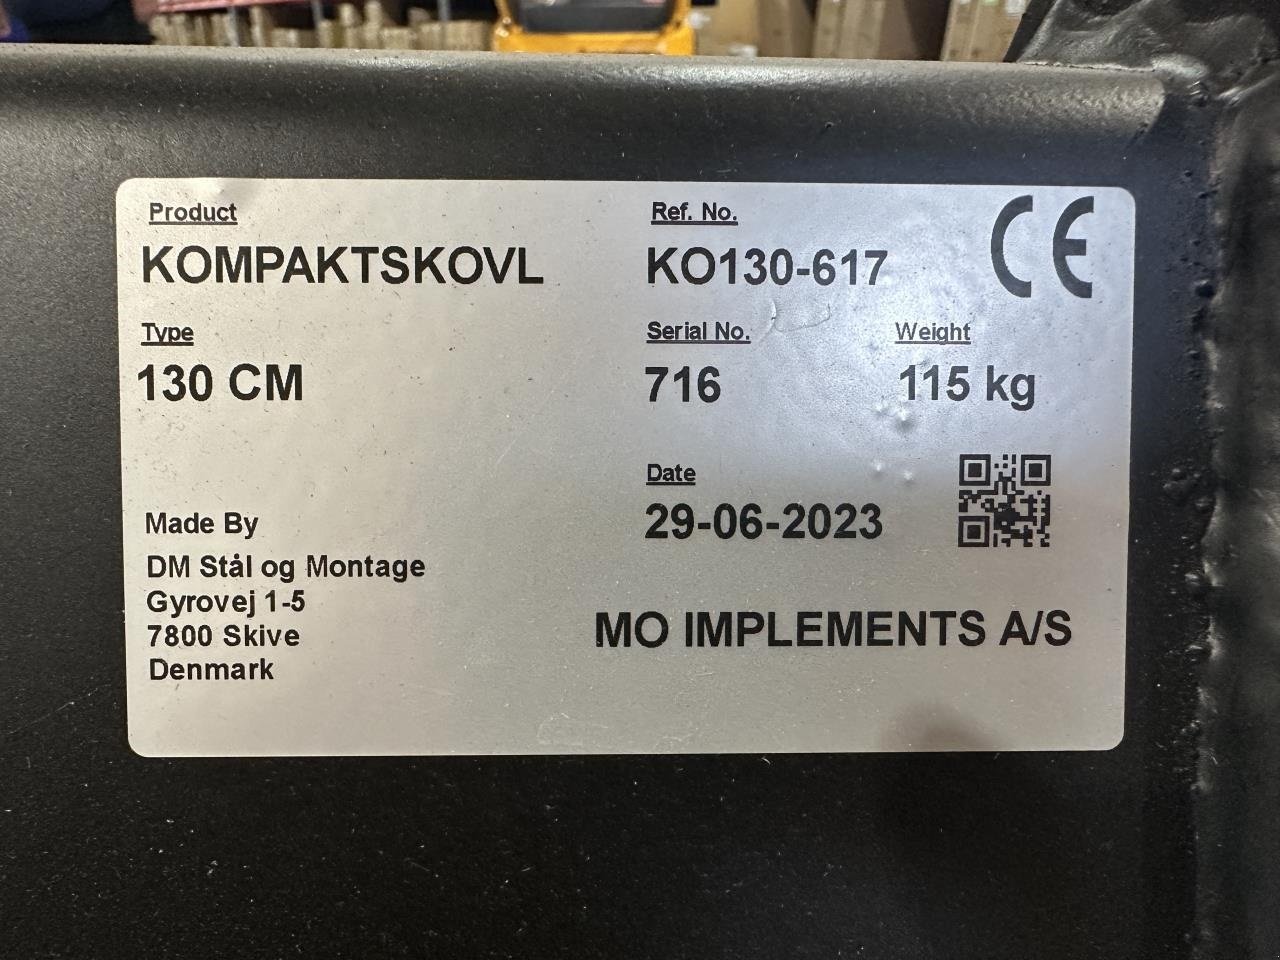 Product
KOMPAKTSKOVL
Type
130 CM
Ref. No.
KO130-617
CE
Serial No.
716
Weight
115 kg
Date
29-06-2023
Made By
DM Stål og Montage
Gyrovej 1-5
7800 Skive
Denmark
MO IMPLEMENTS A/S